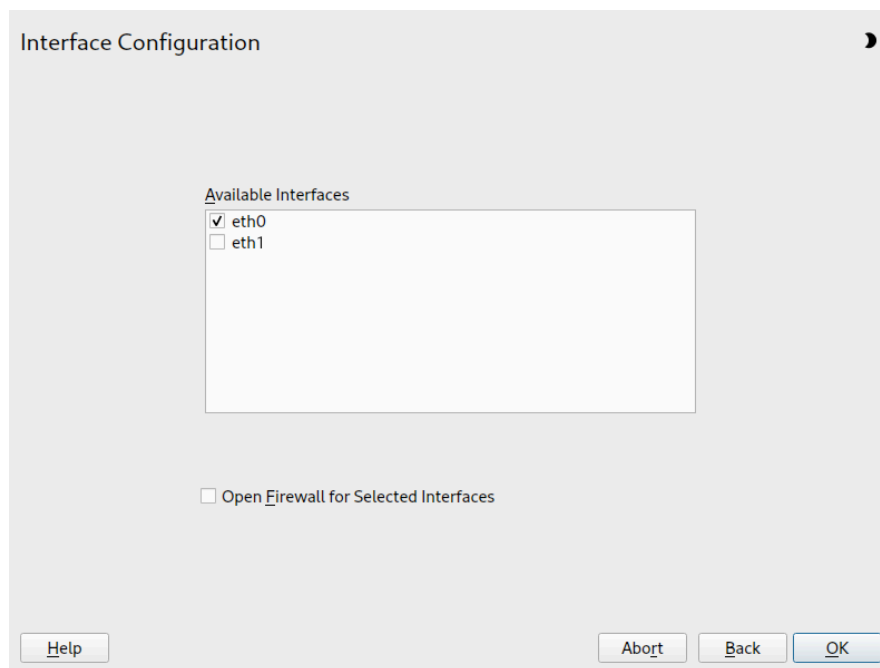 Interface Configuration
Available Interfaces
eth0
eth1
Open Firewall for Selected Interfaces
Help Abort Back OK